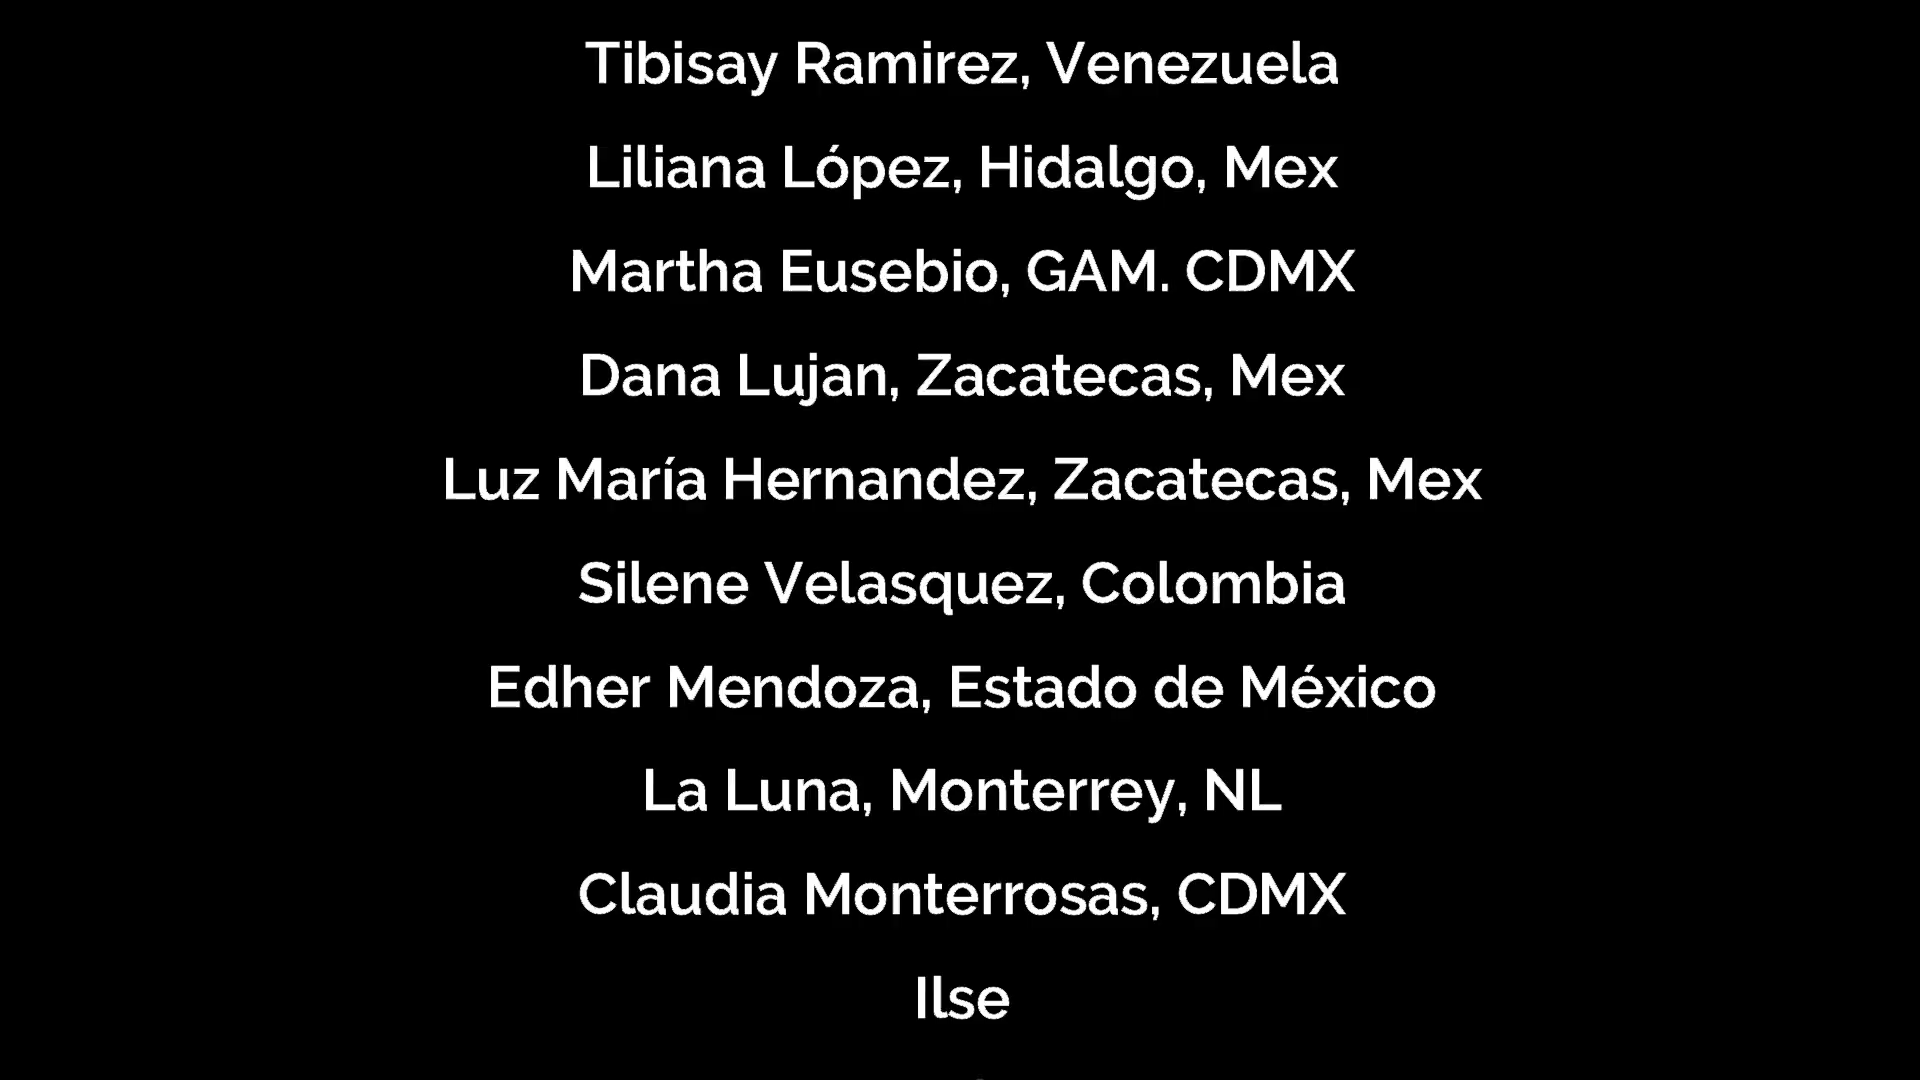 Tibisay Ramirez, Venezuela
Liliana López, Hidalgo, Mex
Martha Eusebio, GAM. CDMX
Dana Lujan, Zacatecas, Mex
Luz María Hernandez, Zacatecas, Mex
Silene Velasquez, Colombia
Edher Mendoza, Estado de México
La Luna, Monterrey, NL
Claudia Monterrosas, CDMX
Ilse